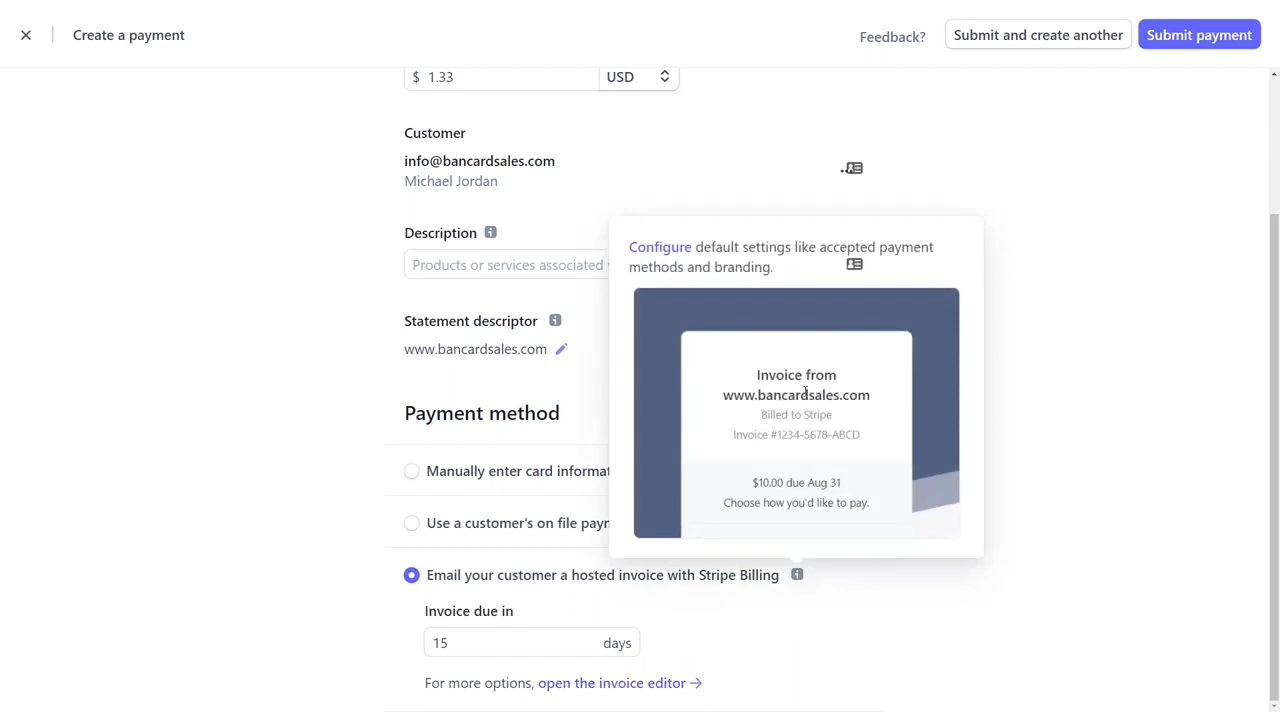 Create a payment
Feedback?
Submit and create another
Submit payment
$ 1.33
USD
Customer
info@bancardsales.com
Michael Jordan
Description
Products or services associated
Configure default settings like accepted payment
methods and branding.
Invoice from
www.bancardsales.com
Billed to Stripe
Invoice #1234-5678-ABCD
$10.00 due Aug 31
Choose how you'd like to pay.
Statement descriptor
www.bancardsales.com
Payment method
Manually enter card informat
Use a customer's on file payn
Email your customer a hosted invoice with Stripe Billing
Invoice due in
15 days
For more options, open the invoice editor →